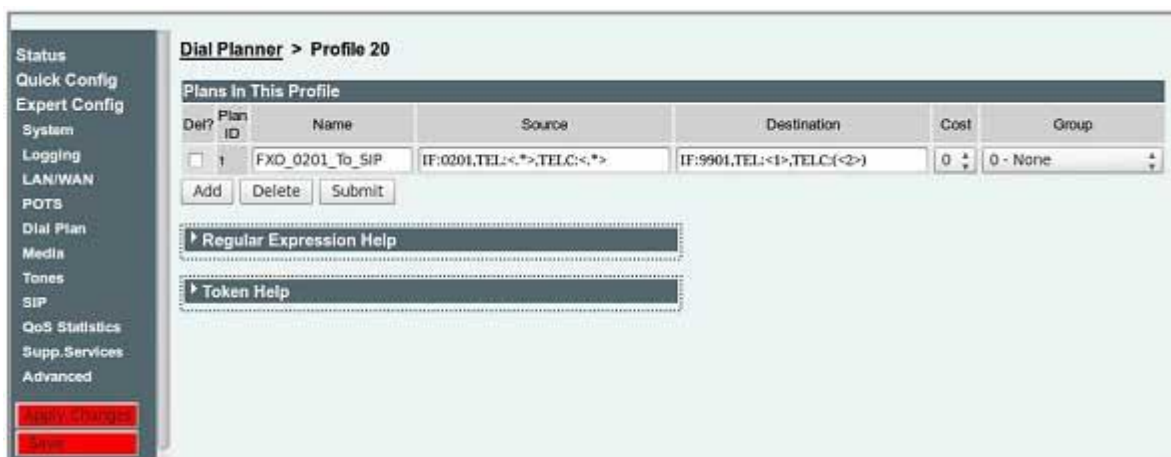 Status
Quick Config
Expert Config
System
Logging
LAN/WAN
POTS
Dial Plan
Media
Tones
SIP
QoS Statistics
Supp.Services
Advanced
Apply Changes
Save
Dial Planner > Profile 20
Plans In This Profile
Del? Plan ID Name Source Destination Cost Group
1 FXO_0201_To_SIP IF:0201,TEL:<.*>,TELC:<.*> IF:9901,TEL:<1>,TELC:(<2>) 0 0 - None
Add Delete Submit
Regular Expression Help
Token Help